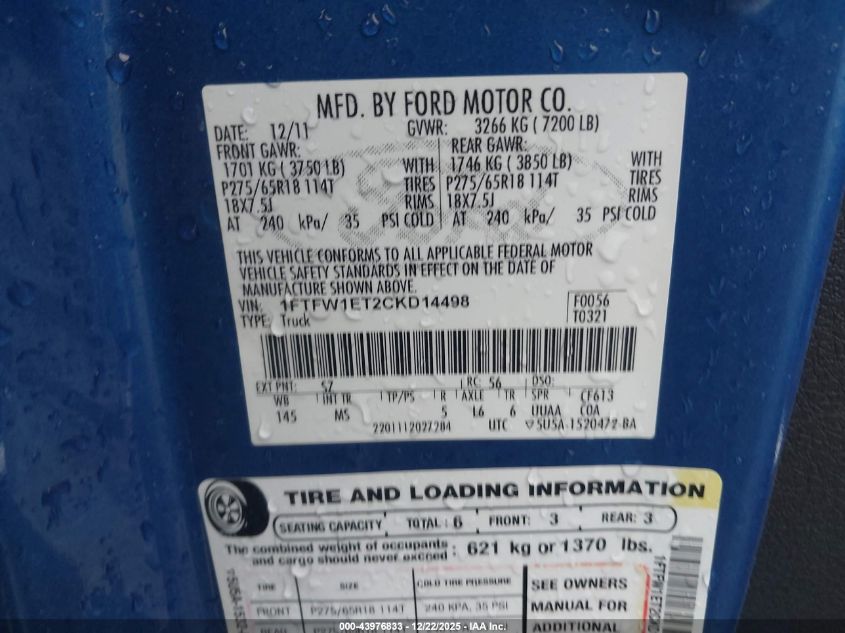 MFD. BY FORD MOTOR CO.
DATE: 12/11 GVWR: 3266 KG ( 7200 LB)
FRONT GAWR: REAR GAWR:
1701 KG ( 3750 LB) WITH 1746 KG ( 3850 LB) WITH
P275/65R18 114T TIRES P275/65R18 114T TIRES
18X7.5J RIMS 18X7.5J RIMS
AT 240 kPa/ 35 PSI COLD AT 240 kPa/ 35 PSI COLD
THIS VEHICLE CONFORMS TO ALL APPLICABLE FEDERAL MOTOR
VEHICLE SAFETY STANDARDS IN EFFECT ON THE DATE OF
MANUFACTURE SHOWN ABOVE.
VIN: 1FTFW1ET2CKD14498 F0056
TYPE: Truck T0321
EXT PNT: SZ RC: 56 DSO:
WB INT TR TP/PS R AXLE TR SPR CF613
145 MS 5 L6 6 UUAA COA
2201112027284 UTC ▽5U5A-1520472-BA
TIRE AND LOADING INFORMATION
SEATING CAPACITY TOTAL: 6 FRONT: 3 REAR: 3
The combined weight of occupants and cargo should never exceed: 621 kg or 1370 lbs.
TIRE SIZE COLD TIRE PRESSURE SEE OWNERS
FRONT P275/65R18 114T 240 KPA, 35 PSI MANUAL FOR
ADDITIONAL
000-43976833 - 12/22/2025 - IAA Inc.